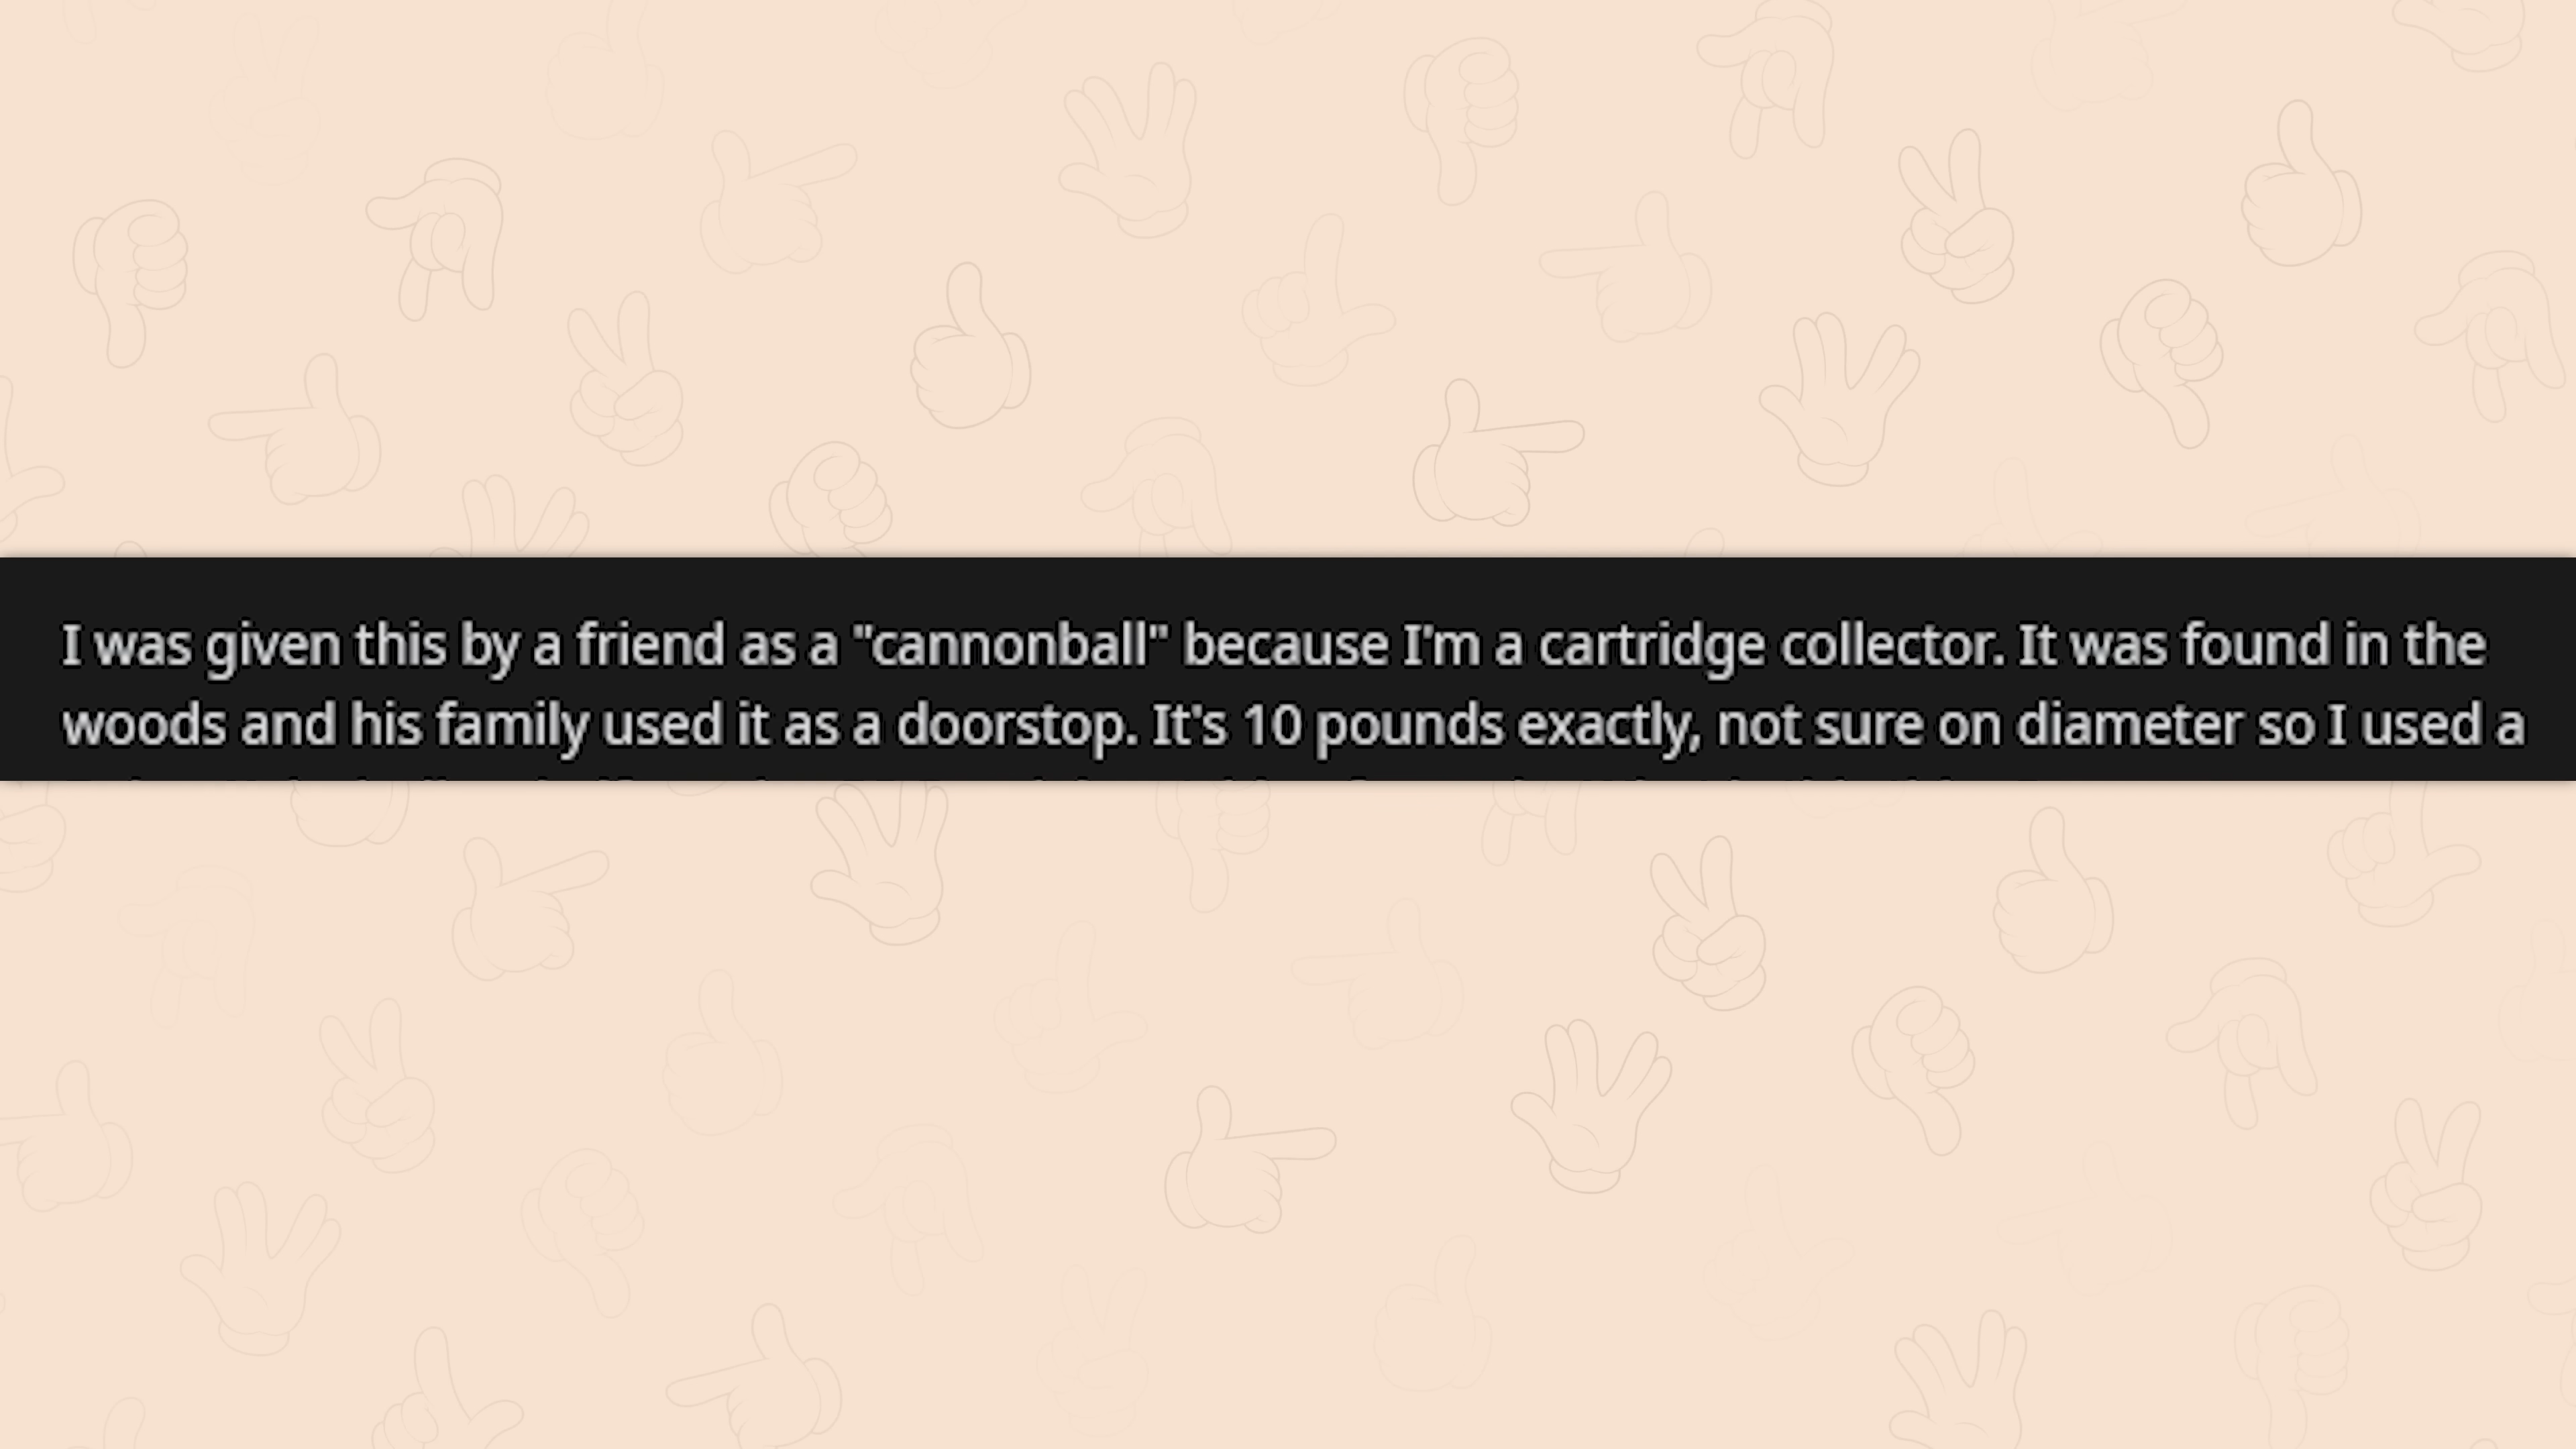 I was given this by a friend as a "cannonball" because I'm a cartridge collector. It was found in the
woods and his family used it as a doorstop. It's 10 pounds exactly, not sure on diameter so I used a